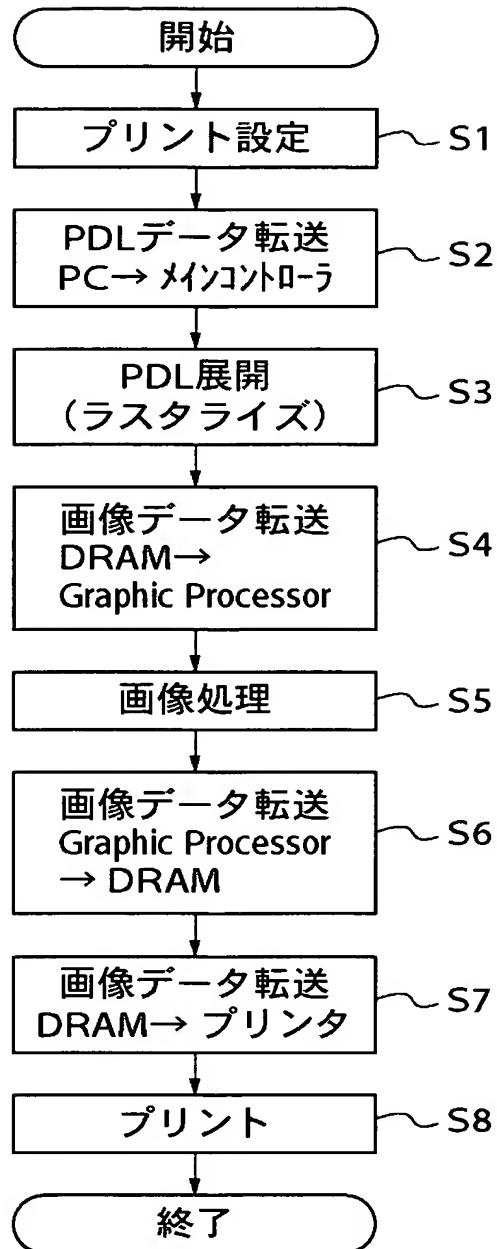 開始
プリント設定
S1
PDLデータ転送
PC→ メインコントローラ
S2
PDL展開
(ラスタライズ)
S3
画像データ転送
DRAM→
Graphic Processor
S4
画像処理
S5
画像データ転送
Graphic Processor
→ DRAM
S6
画像データ転送
DRAM→ プリンタ
S7
プリント
S8
終了